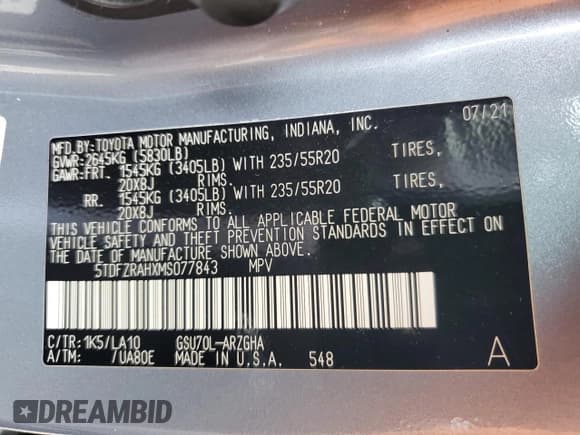 07/21
MFD.BY:TOYOTA MOTOR MANUFACTURING, INDIANA, INC.
GVWR:2645KG (5830LB)
GAWR:FRT. 1545KG (3405LB) WITH 235/55R20 TIRES,
20X8J RIMS.
RR. 1545KG (3405LB) WITH 235/55R20 TIRES,
20X8J RIMS.
THIS VEHICLE CONFORMS TO ALL APPLICABLE FEDERAL MOTOR
VEHICLE SAFETY AND THEFT PREVENTION STANDARDS IN EFFECT
ON THE DATE OF MANUFACTURE SHOWN ABOVE.
5TDFZRAHXMS077843 MPV
C/TR: 1K5/LA10 GSU70L-ARZGHA
A/TM: /UA80E MADE IN U.S.A. 548 A
DREAMBID